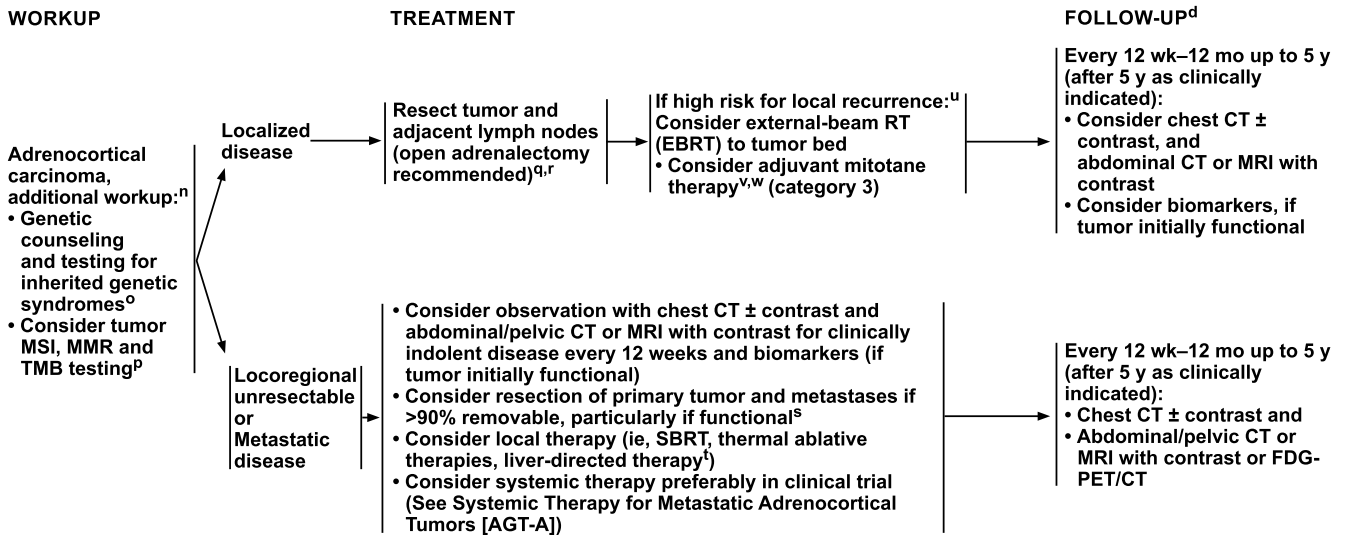 WORKUP
TREATMENT
FOLLOW-UPd
Adrenocortical
carcinoma,
additional workup:n
• Genetic
counseling
and testing for
inherited genetic
syndromeso
• Consider tumor
MSI, MMR and
TMB testingp
Localized
disease
Resect tumor and
adjacent lymph nodes
(open adrenalectomy
recommended)q,r
If high risk for local recurrence:u
Consider external-beam RT
(EBRT) to tumor bed
• Consider adjuvant mitotane
therapyv,w (category 3)
Every 12 wk–12 mo up to 5 y
(after 5 y as clinically
indicated):
• Consider chest CT ±
contrast, and
abdominal CT or MRI with
contrast
• Consider biomarkers, if
tumor initially functional
Locoregional
unresectable
or
Metastatic
disease
• Consider observation with chest CT ± contrast and
abdominal/pelvic CT or MRI with contrast for clinically
indolent disease every 12 weeks and biomarkers (if
tumor initially functional)
• Consider resection of primary tumor and metastases if
>90% removable, particularly if functionals
• Consider local therapy (ie, SBRT, thermal ablative
therapies, liver-directed therapyt)
• Consider systemic therapy preferably in clinical trial
(See Systemic Therapy for Metastatic Adrenocortical
Tumors [AGT-A])
Every 12 wk–12 mo up to 5 y
(after 5 y as clinically
indicated):
• Chest CT ± contrast and
• Abdominal/pelvic CT or
MRI with contrast or FDG-
PET/CT